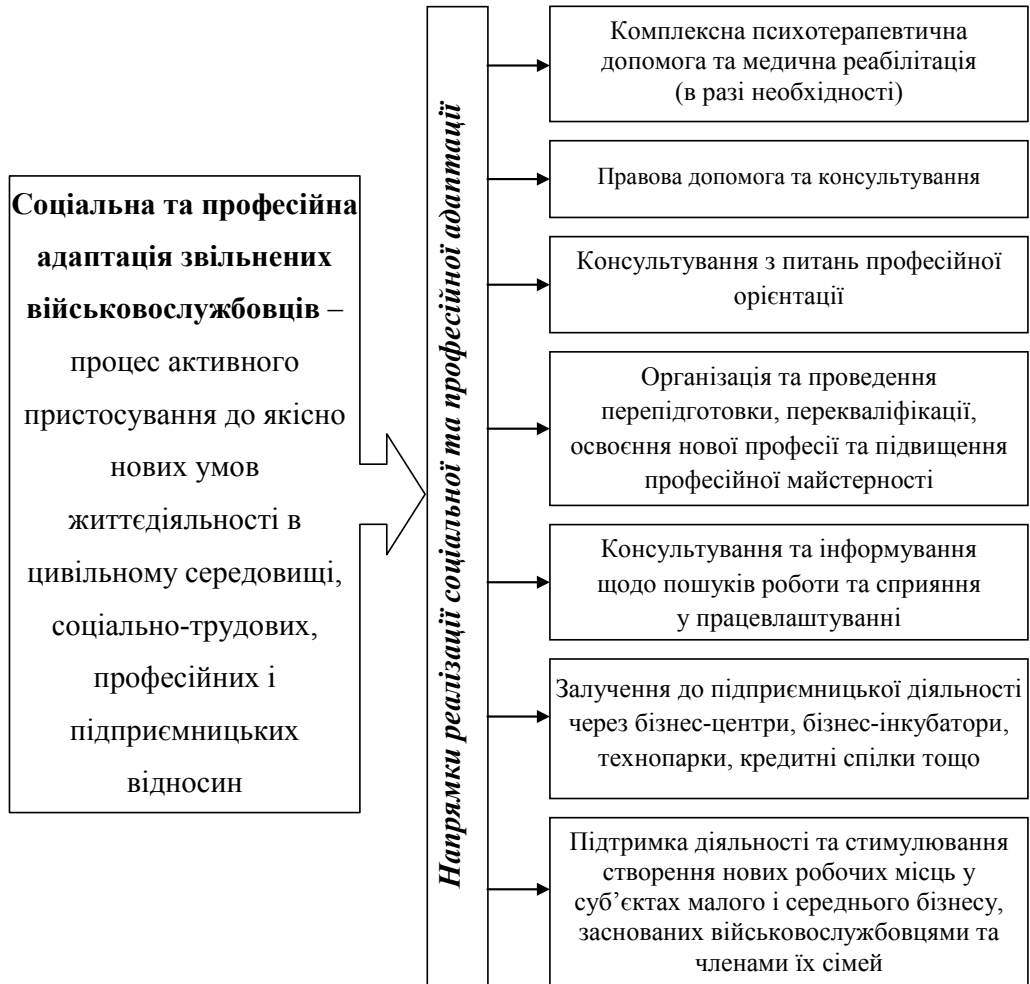 Соціальна та професійна
адаптація звільнених
військовослужбовців –
процес активного
пристосування до якісно
нових умов
життєдіяльності в
цивільному середовищі,
соціально-трудових,
професійних і
підприємницьких
відносин
Напрямки реалізації соціальної та професійної адаптації
Комплексна психотерапевтична
допомога та медична реабілітація
(в разі необхідності)
Правова допомога та консультування
Консультування з питань професійної
орієнтації
Організація та проведення
перепідготовки, перекваліфікації,
освоєння нової професії та підвищення
професійної майстерності
Консультування та інформування
щодо пошуків роботи та сприяння
у працевлаштуванні
Залучення до підприємницької діяльності
через бізнес-центри, бізнес-інкубатори,
технопарки, кредитні спілки тощо
Підтримка діяльності та стимулювання
створення нових робочих місць у
суб’єктах малого і середнього бізнесу,
заснованих військовослужбовцями та
членами їх сімей